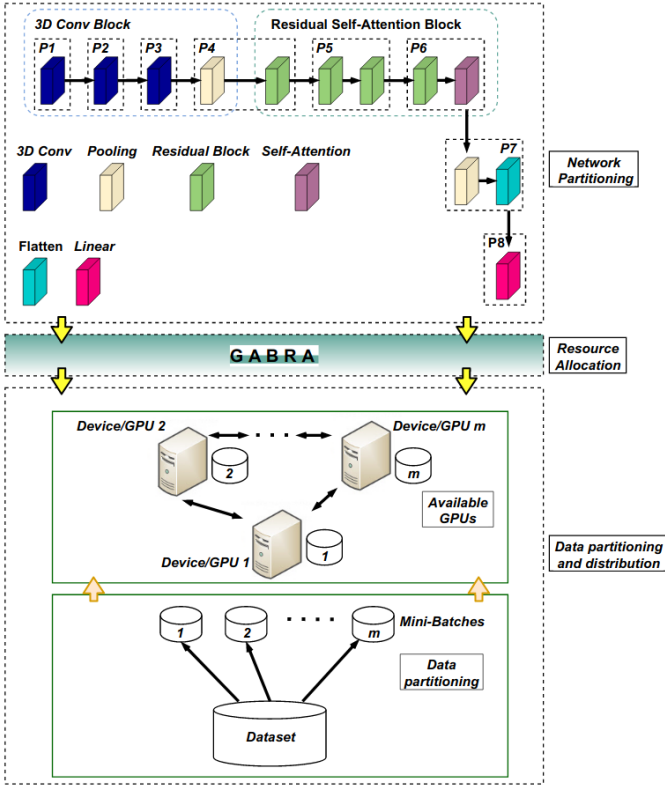 3D Conv Block
Residual Self-Attention Block
P1
P2
P3
P4
P5
P6
3D Conv
Pooling
Residual Block
Self-Attention
P7
Network
Partitioning
Flatten
Linear
P8
GABRA
Resource
Allocation
Device/GPU 2
. . . .
Device/GPU m
2
m
Available
GPUs
Device/GPU 1
1
Data partitioning
and distribution
1
2
. . . .
m
Mini-Batches
Data
partitioning
Dataset